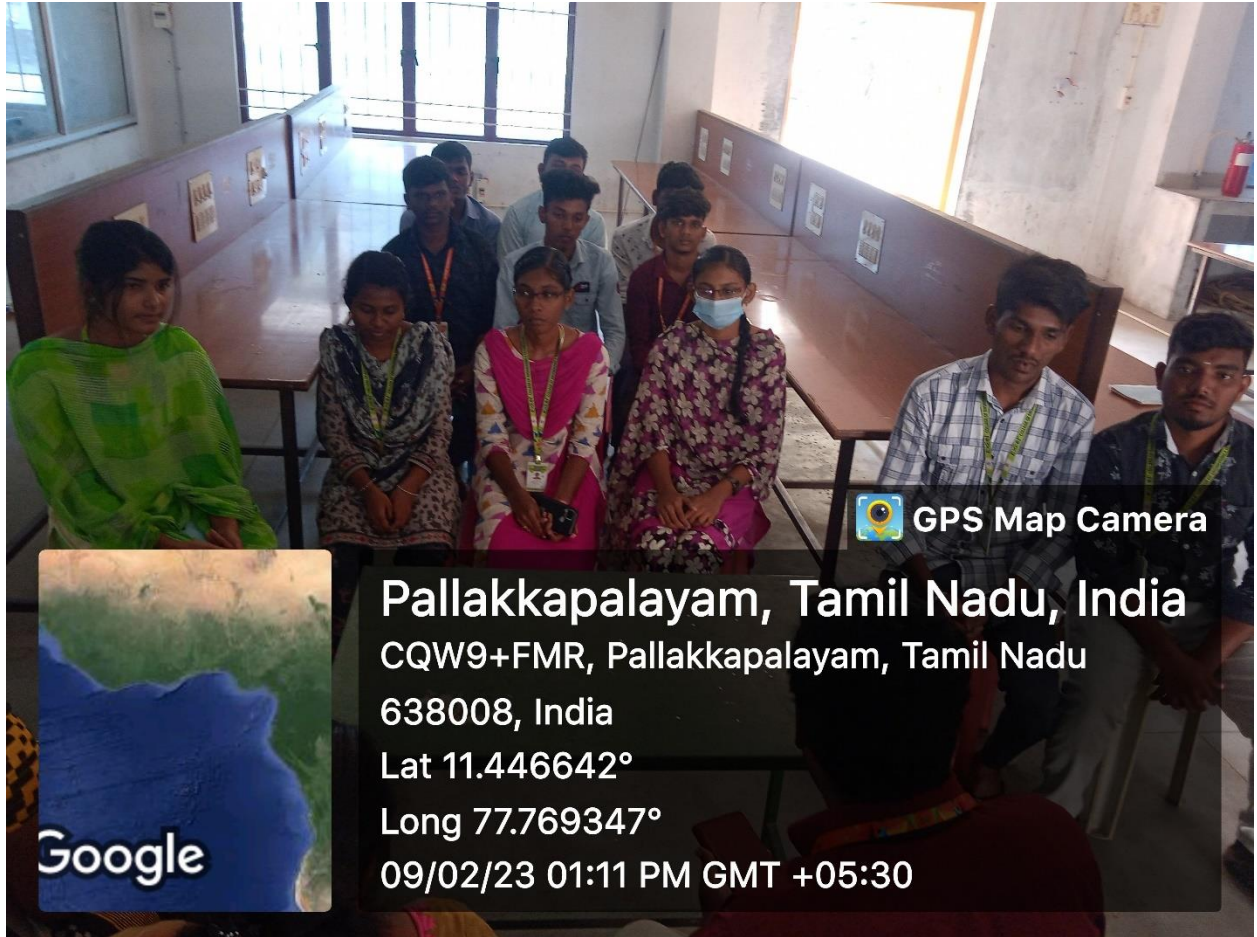 GPS Map Camera
Pallakkapalayam, Tamil Nadu, India
CQW9+FMR, Pallakkapalayam, Tamil Nadu
638008, India
Lat 11.446642°
Long 77.769347°
09/02/23 01:11 PM GMT +05:30
Google